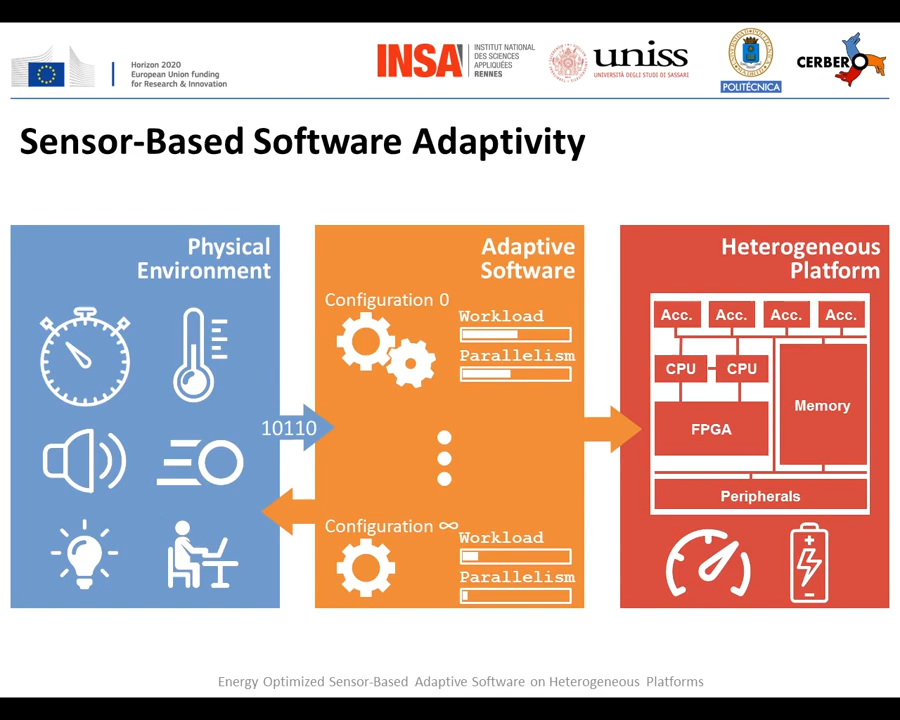 Horizon 2020
European Union funding
for Research & Innovation
INSA
INSTITUT NATIONAL
DES SCIENCES
APPLIQUÉES
RENNES
uniss
UNIVERSITÀ DEGLI STUDI DI SASSARI
POLITÉCNICA
CERBERO
Sensor-Based Software Adaptivity
Physical
Environment
10110
Adaptive
Software
Configuration 0
Workload
Parallelism
Configuration ∞
Workload
Parallelism
Heterogeneous
Platform
Acc. Acc. Acc. Acc.
CPU CPU
Memory
FPGA
Peripherals
Energy Optimized Sensor-Based Adaptive Software on Heterogeneous Platforms